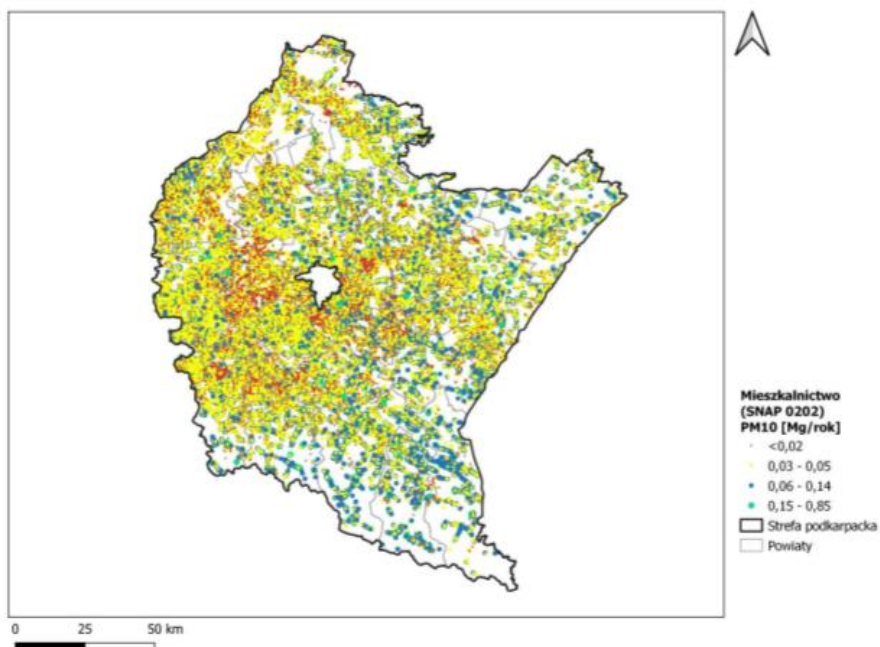 Mieszkalnictwo
(SNAP 0202)
PM10 [Mg/rok]
<0,02
0,03 - 0,05
0,06 - 0,14
0,15 - 0,85
Strefa podkarpacka
Powiaty
0 25 50 km